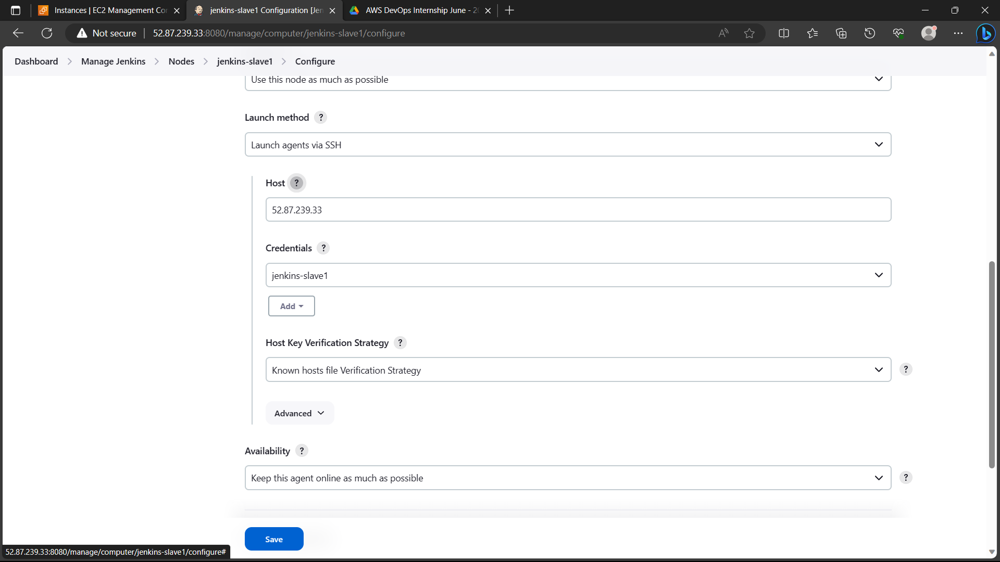 Instances | EC2 Management Co
jenkins-slave1 Configuration [Jen
AWS DevOps Internship June - 20
Not secure
52.87.239.33:8080/manage/computer/jenkins-slave1/configure
Dashboard
Manage Jenkins
Nodes
jenkins-slave1
Configure
Use this node as much as possible
Launch method ?
Launch agents via SSH
Host ?
52.87.239.33
Credentials ?
jenkins-slave1
Add
Host Key Verification Strategy ?
Known hosts file Verification Strategy
?
Advanced
Availability ?
Keep this agent online as much as possible
?
Save
52.87.239.33:8080/manage/computer/jenkins-slave1/configure#